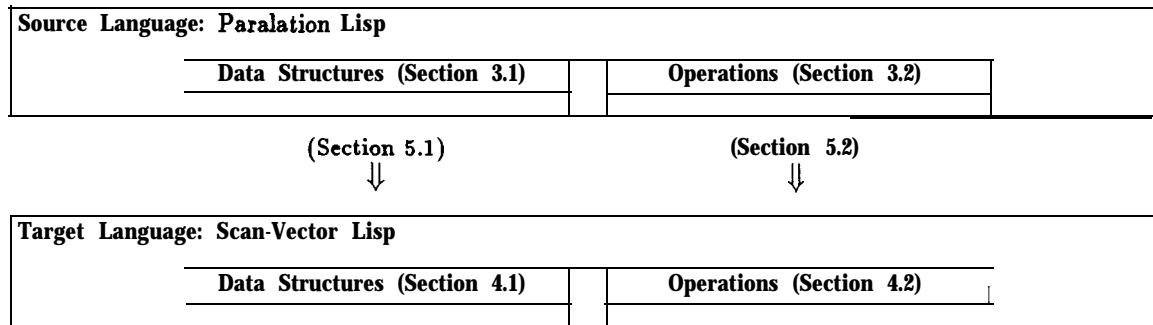 Source Language: Paralation Lisp
Data Structures (Section 3.1) Operations (Section 3.2)
(Section 5.1) (Section 5.2)
⇓ ⇓
Target Language: Scan-Vector Lisp
Data Structures (Section 4.1) Operations (Section 4.2)